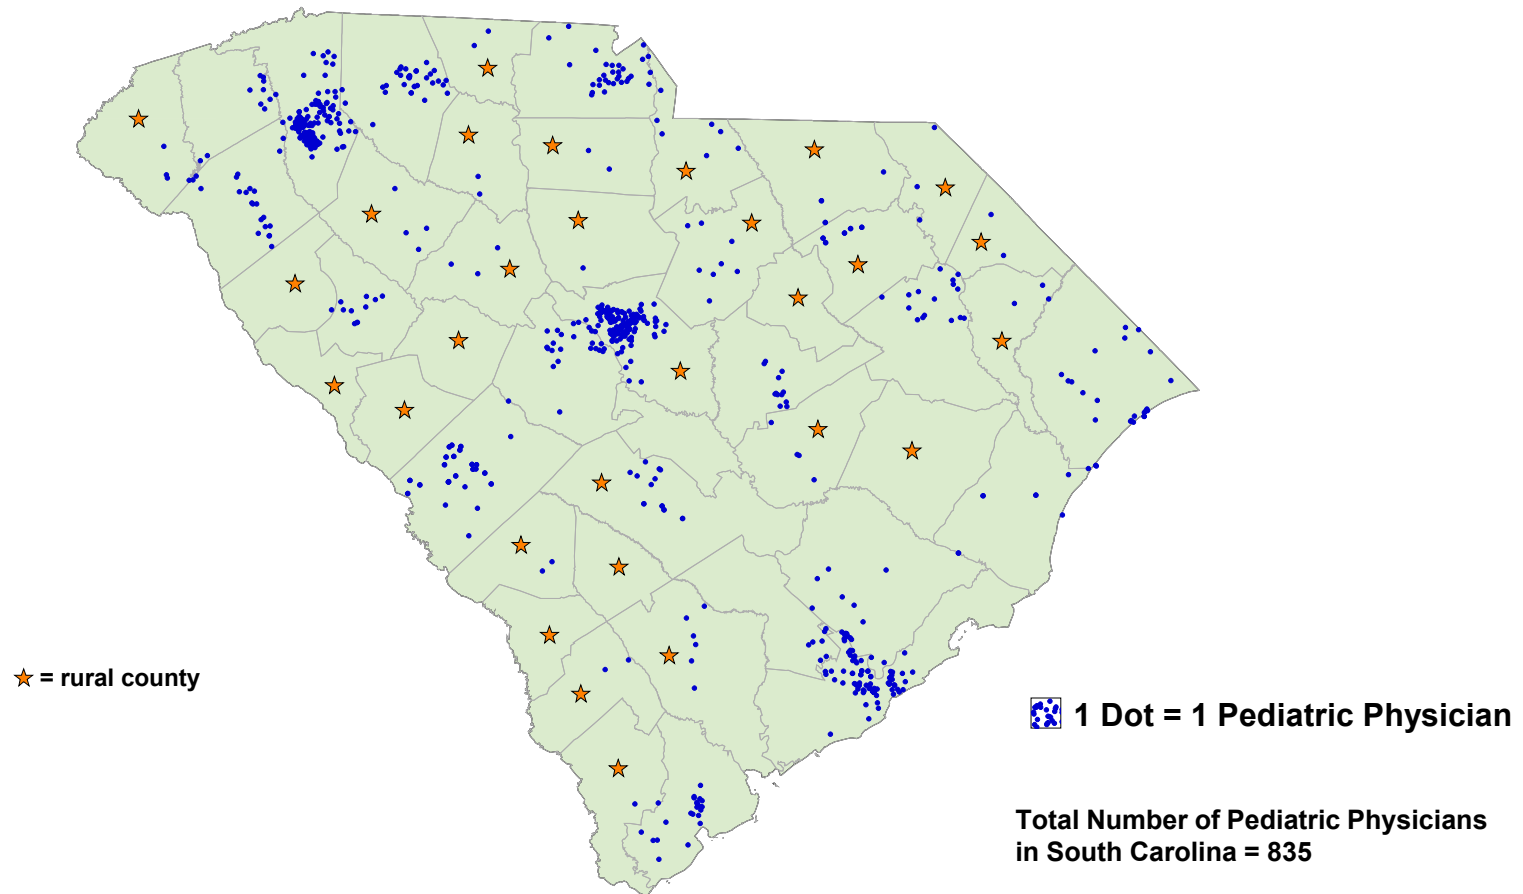 = rural county
1 Dot = 1 Pediatric Physician
Total Number of Pediatric Physicians
in South Carolina = 835